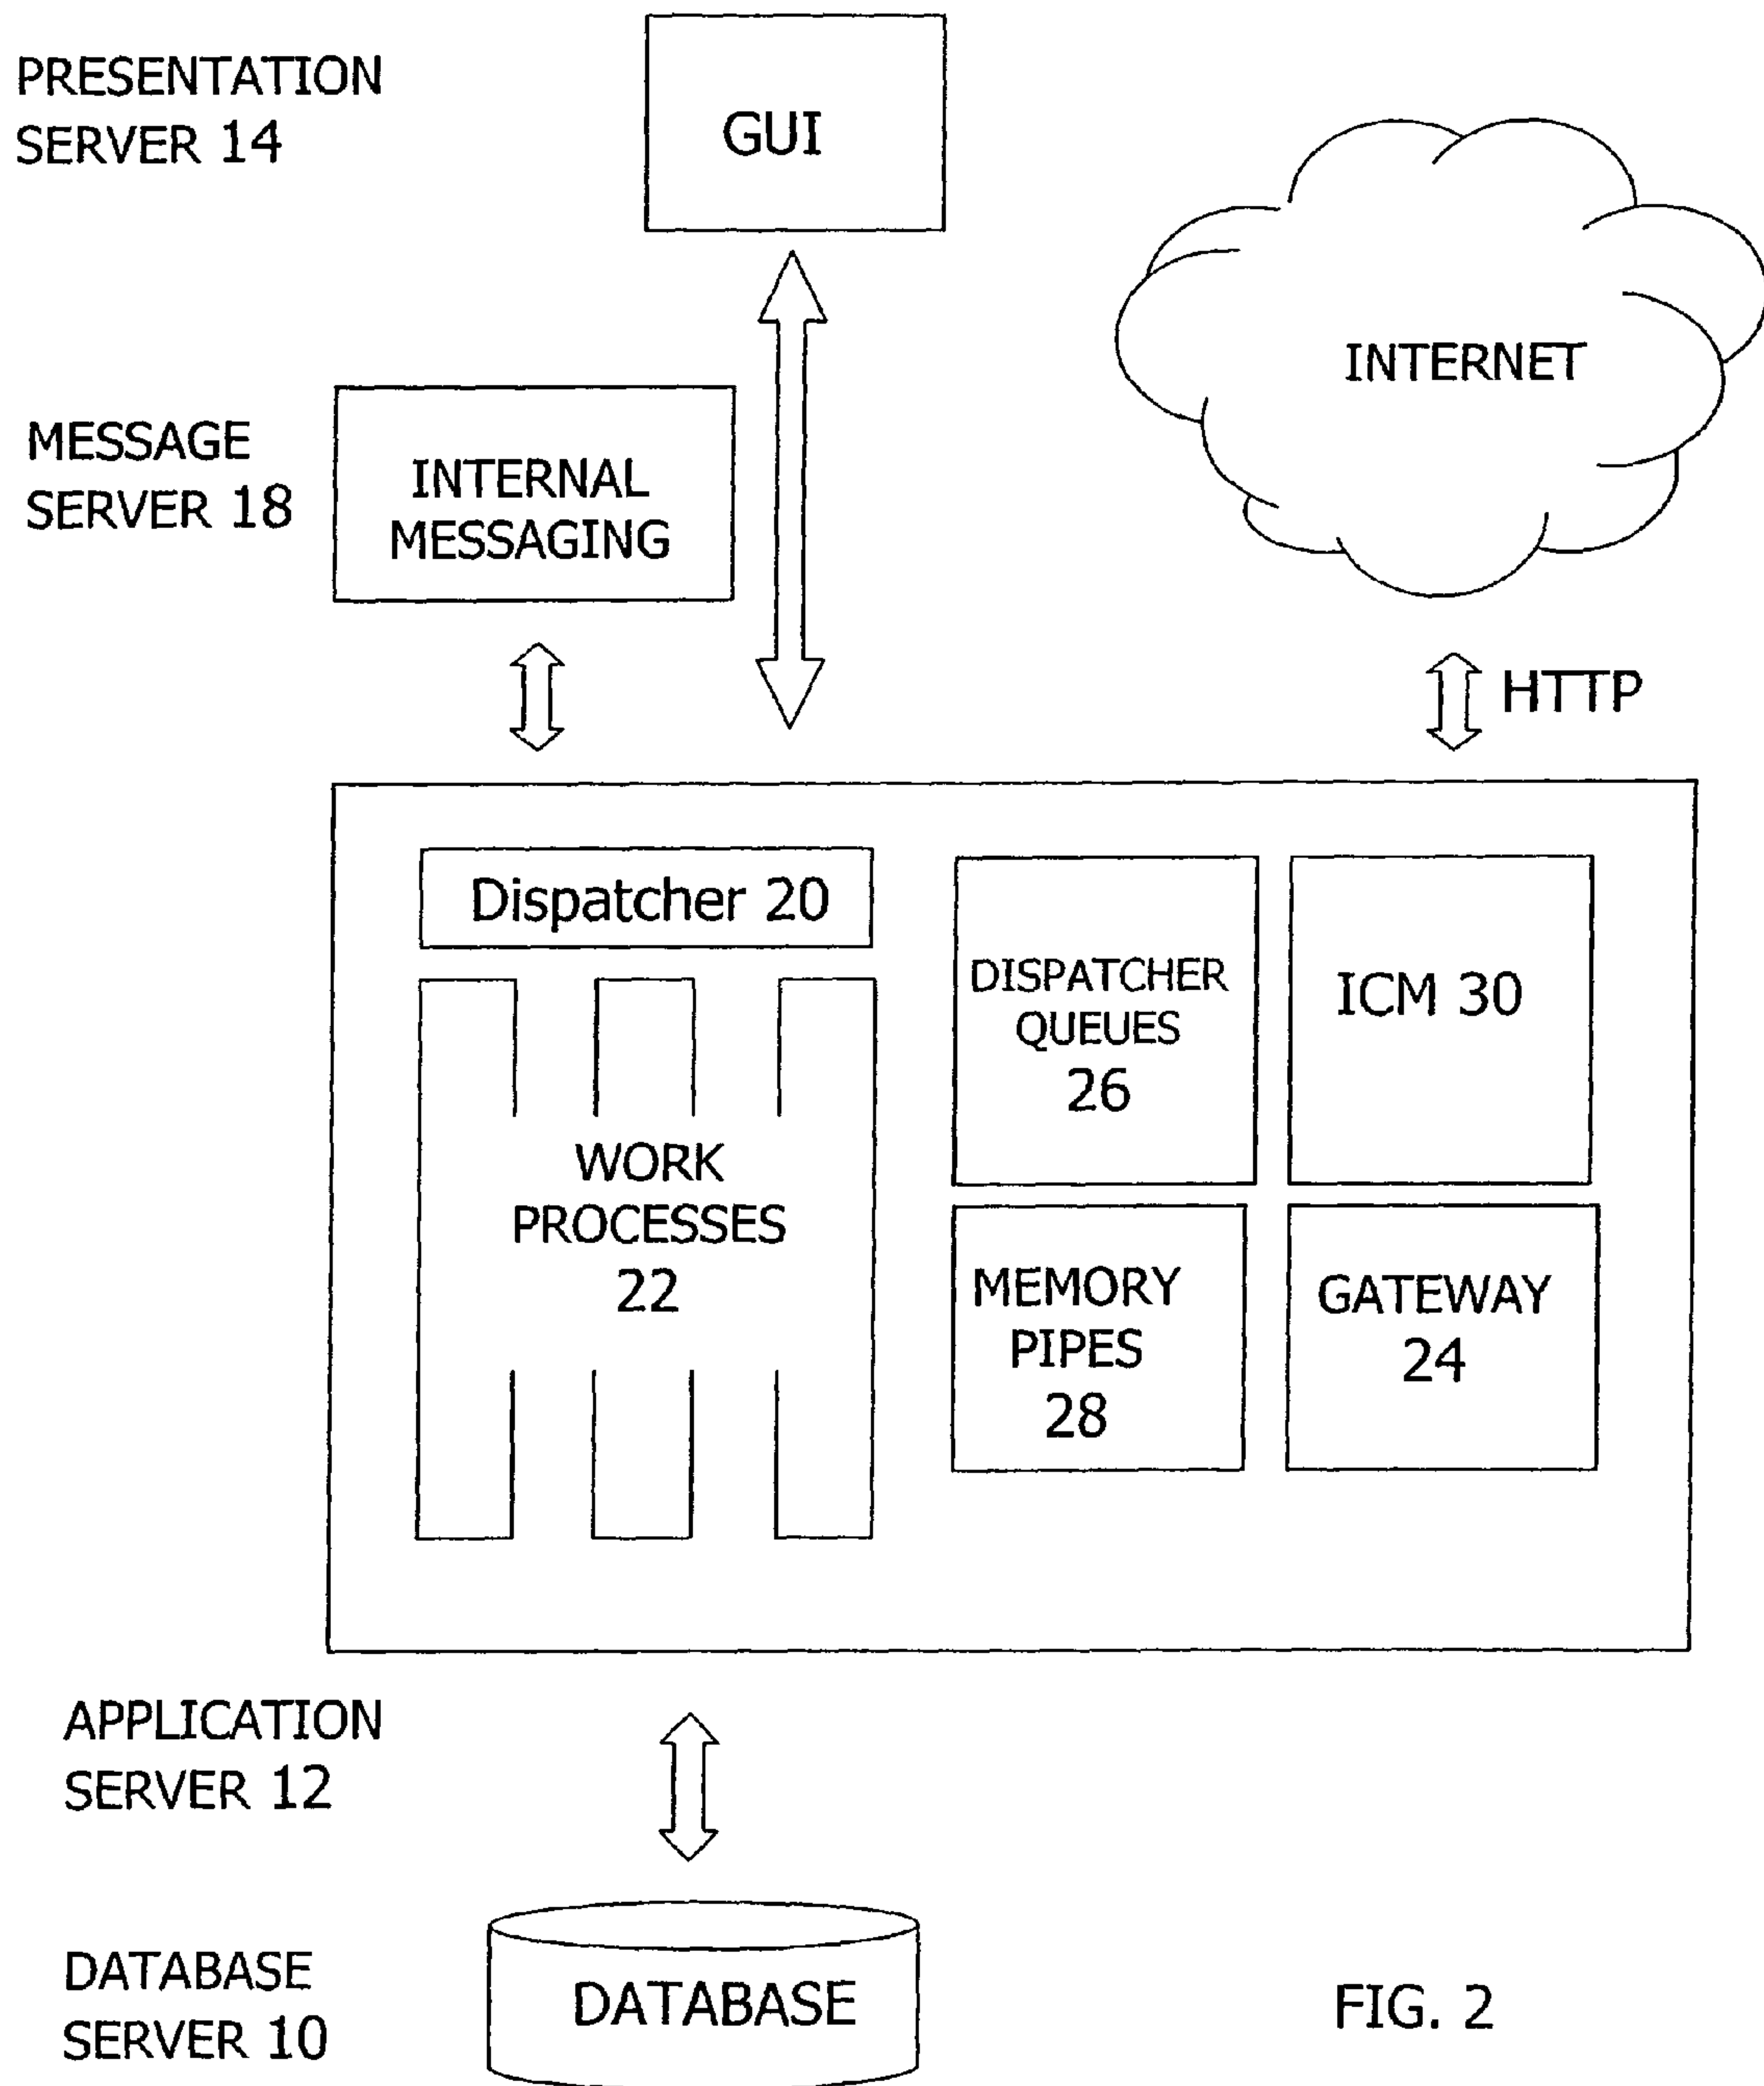 PRESENTATION
SERVER 14
GUI
INTERNET
MESSAGE
SERVER 18
INTERNAL
MESSAGING
HTTP
Dispatcher 20
DISPATCHER
QUEUES
26
ICM 30
WORK
PROCESSES
22
MEMORY
PIPES
28
GATEWAY
24
APPLICATION
SERVER 12
DATABASE
SERVER 10
DATABASE
FIG. 2